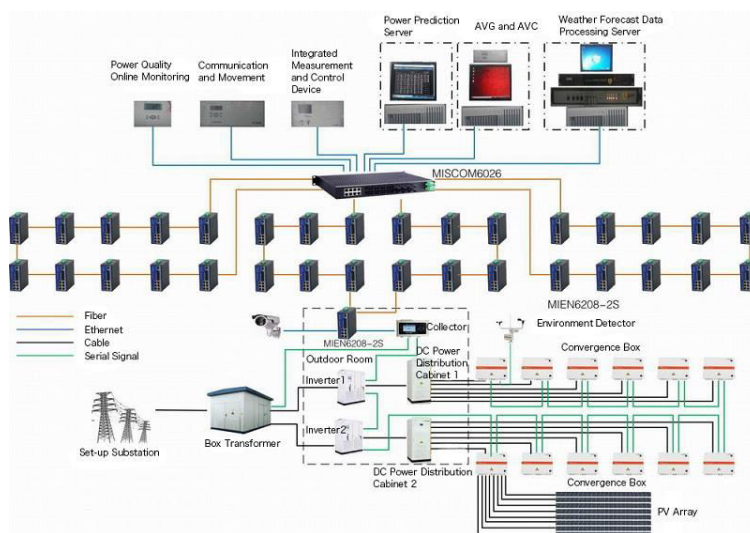 Power Prediction
Server
AVG and AVC
Weather Forecast Data
Processing Server
Power Quality
Online Monitoring
Communication
and Movement
Integrated
Measurement
and Control
Device
MISCOM6026
MIEN6208-2S
Fiber
Ethernet
Cable
Serial Signal
MIEN6208-2S
Collector
Environment Detector
Outdoor Room
DC Power
Distribution
Cabinet 1
Convergence Box
Inverter1
Inverter2
Box Transformer
Set-up Substation
DC Power Distribution
Cabinet 2
Convergence Box
PV Array